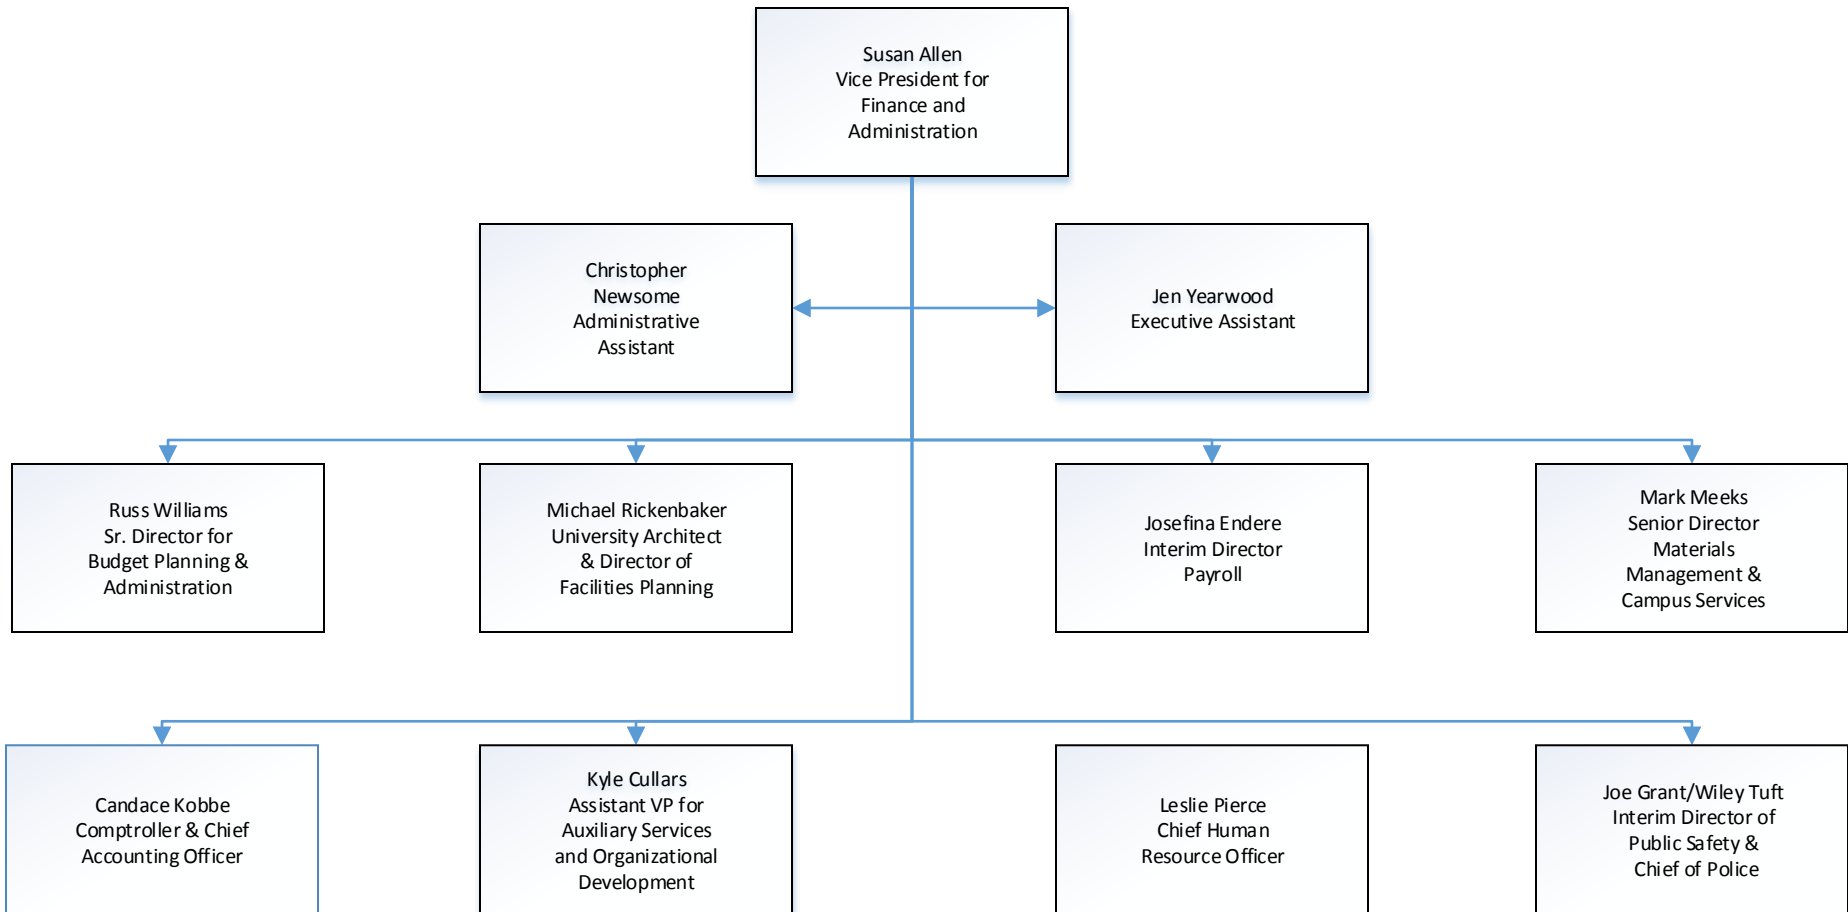 Susan Allen
Vice President for
Finance and
Administration
Christopher
Newsome
Administrative
Assistant
Jen Yearwood
Executive Assistant
Russ Williams
Sr. Director for
Budget Planning &
Administration
Michael Rickenbaker
University Architect
& Director of
Facilities Planning
Josefina Endere
Interim Director
Payroll
Mark Meeks
Senior Director
Materials
Management &
Campus Services
Candace Kobbe
Comptroller & Chief
Accounting Officer
Kyle Cullars
Assistant VP for
Auxiliary Services
and Organizational
Development
Leslie Pierce
Chief Human
Resource Officer
Joe Grant/Wiley Tuft
Interim Director of
Public Safety &
Chief of Police